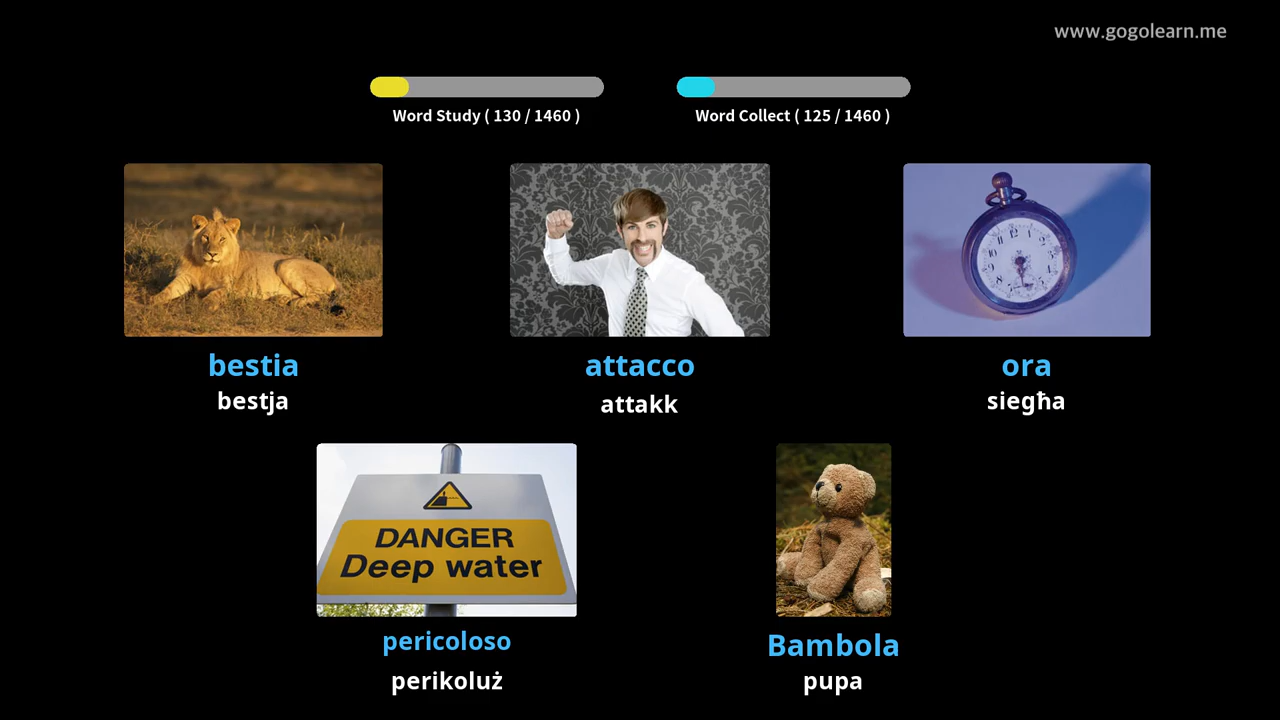 www.gogolearn.me
Word Study ( 130 / 1460 )
Word Collect ( 125 / 1460 )
bestia
bestja
attacco
attakk
ora
siegħa
DANGER
Deep water
pericoloso
perikoluż
Bambola
pupa